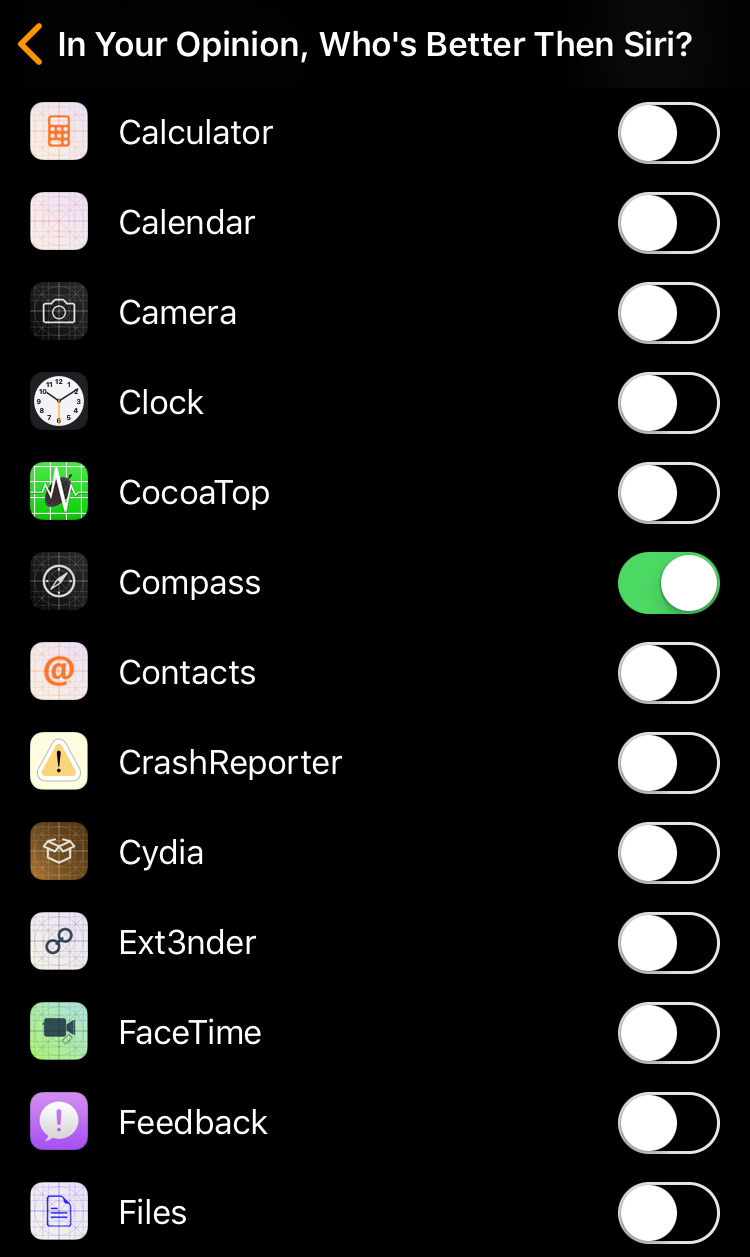 In Your Opinion, Who's Better Then Siri?
Calculator
Calendar
Camera
Clock
CocoaTop
Compass
Contacts
CrashReporter
Cydia
Ext3nder
FaceTime
Feedback
Files